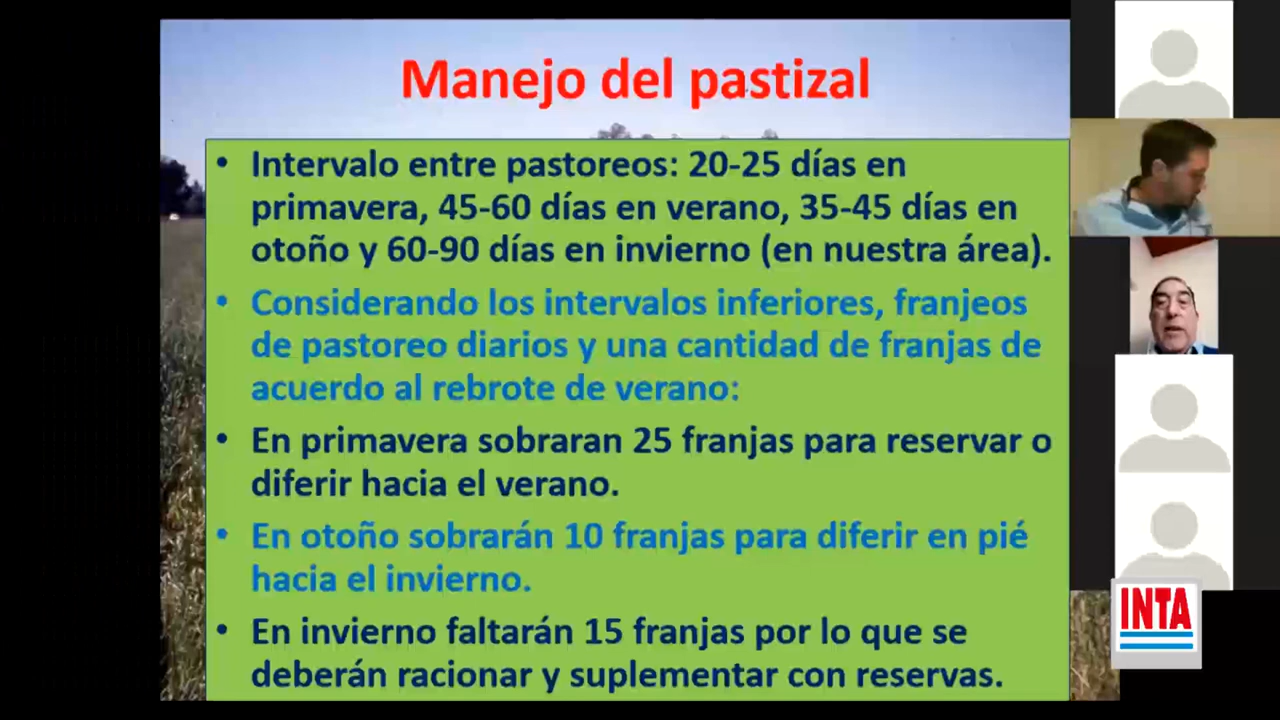 Manejo del pastizal
• Intervalo entre pastoreos: 20-25 días en
primavera, 45-60 días en verano, 35-45 días en
otoño y 60-90 días en invierno (en nuestra área).
• Considerando los intervalos inferiores, franjeos
de pastoreo diarios y una cantidad de franjas de
acuerdo al rebrote de verano:
• En primavera sobraran 25 franjas para reservar o
diferir hacia el verano.
• En otoño sobrarán 10 franjas para diferir en pié
hacia el invierno.
• En invierno faltarán 15 franjas por lo que se
deberán racionar y suplementar con reservas.
INTA